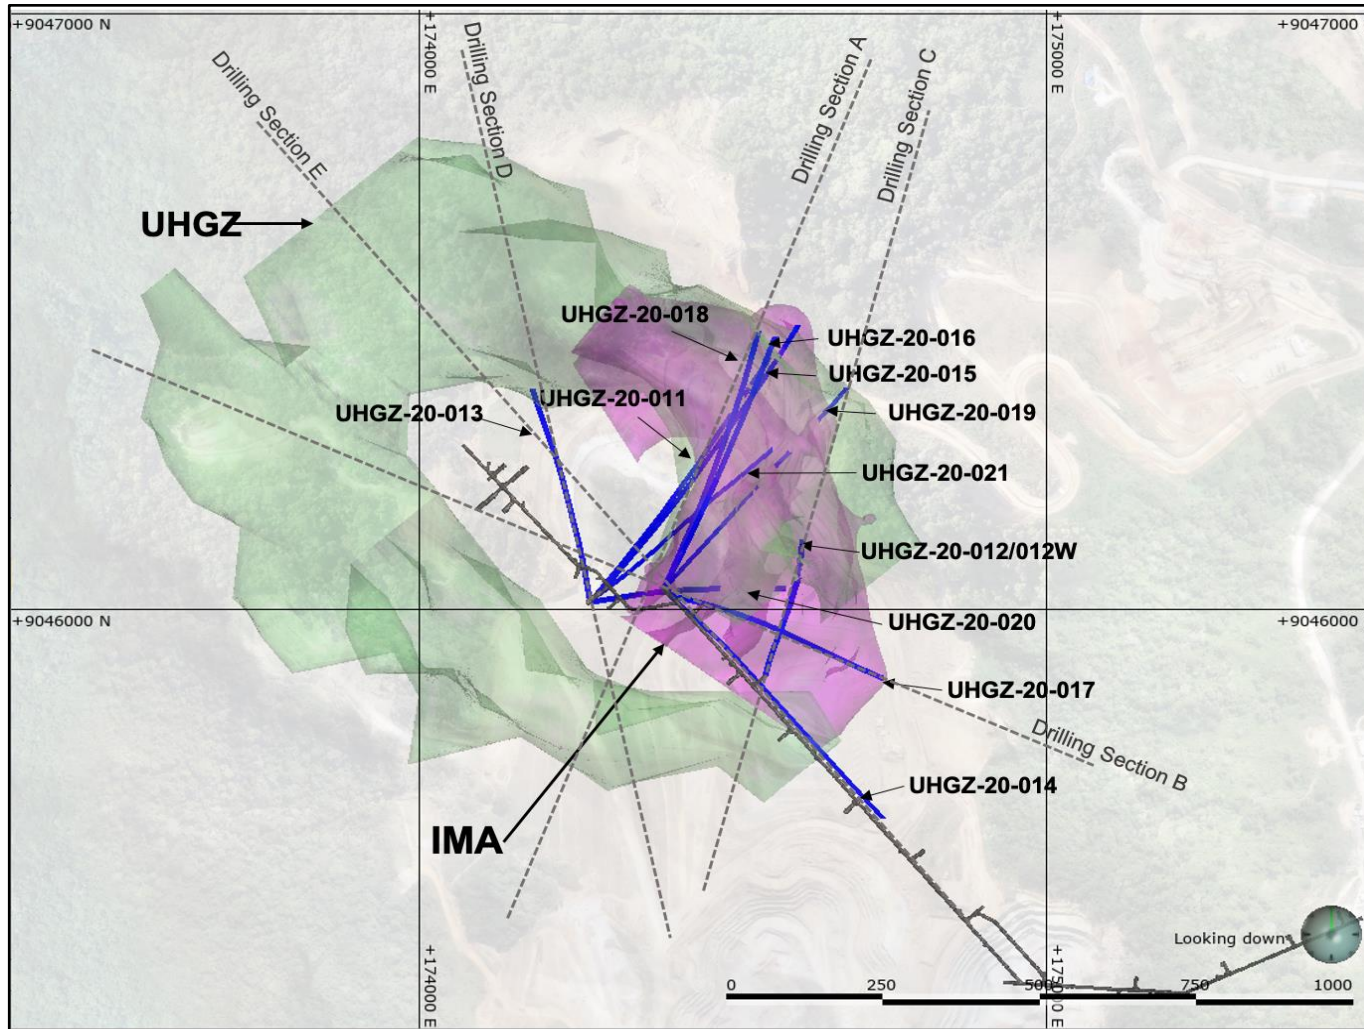 +9047000 N
+174000 E
+175000 E
+9047000
Drilling Section E
Drilling Section D
Drilling Section A
Drilling Section C
UHGZ
UHGZ-20-018
UHGZ-20-016
UHGZ-20-015
UHGZ-20-011
UHGZ-20-013
UHGZ-20-019
UHGZ-20-021
UHGZ-20-012/012W
+9046000 N
UHGZ-20-020
+9046000
UHGZ-20-017
Drilling Section B
UHGZ-20-014
IMA
Looking down
+174000 E
+175000 E
0 250 500 750 1000